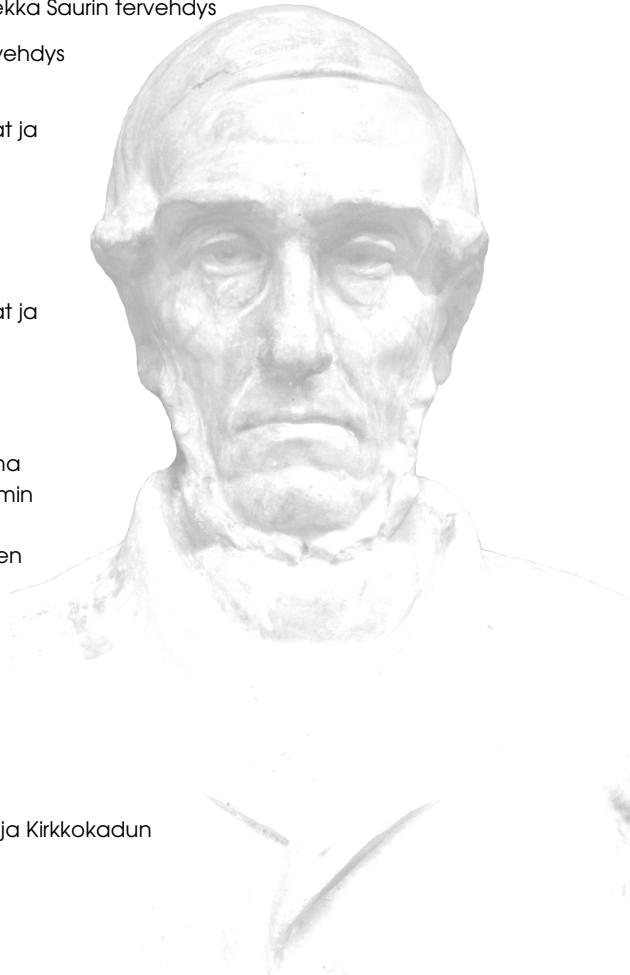 ekka Saurin tervehdys
vehdys
at ja
at ja
na
min
en
ja Kirkkokadun